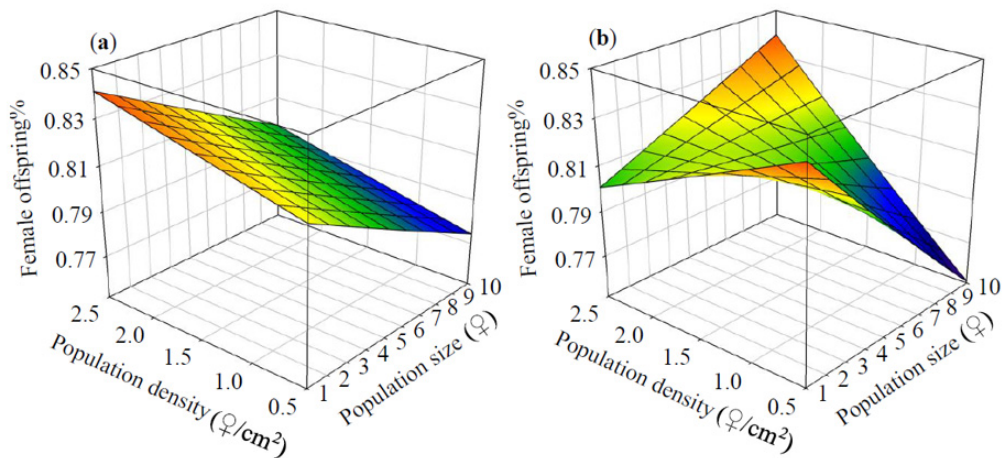 (a)
0.85
0.83
0.81
0.79
0.77
Female offspring%
2.5
2.0
1.5
1.0
0.5
Population density (♀/cm²)
1 2 3 4 5 6 7 8 9 10
Population size (♀)
(b)
0.85
0.83
0.81
0.79
0.77
Female offspring%
2.5
2.0
1.5
1.0
0.5
Population density (♀/cm²)
1 2 3 4 5 6 7 8 9 10
Population size (♀)